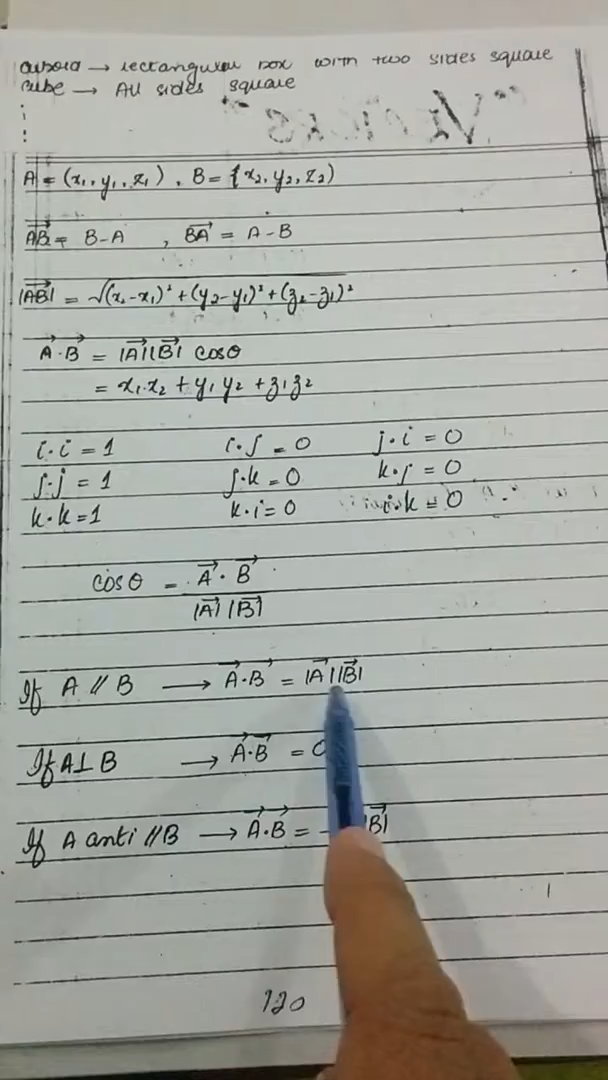 cuboid → rectangular box with two sides square
cube → All sides square
"VECTORS"
A = (x₁, y₁, z₁) , B = {x₂, y₂, z₂)
|AB⃗| = B-A , BA⃗ = A-B
|AB⃗| = √(x₂-x₁)² + (y₂-y₁)² + (z₂-z₁)²
A⃗·B⃗ = |A⃗||B⃗| cosθ
= x₁x₂ + y₁y₂ + z₁z₂
i·i = 1 i·j = 0 j·i = 0
j·j = 1 j·k = 0 k·j = 0
k·k = 1 k·i = 0 i·k = 0
cosθ = A⃗·B⃗
|A⃗||B⃗|
If A // B → A⃗·B⃗ = |A⃗||B⃗|
If A⊥B → A⃗·B⃗ = 0
If A anti //B → A⃗·B⃗ = - B⃗|
120